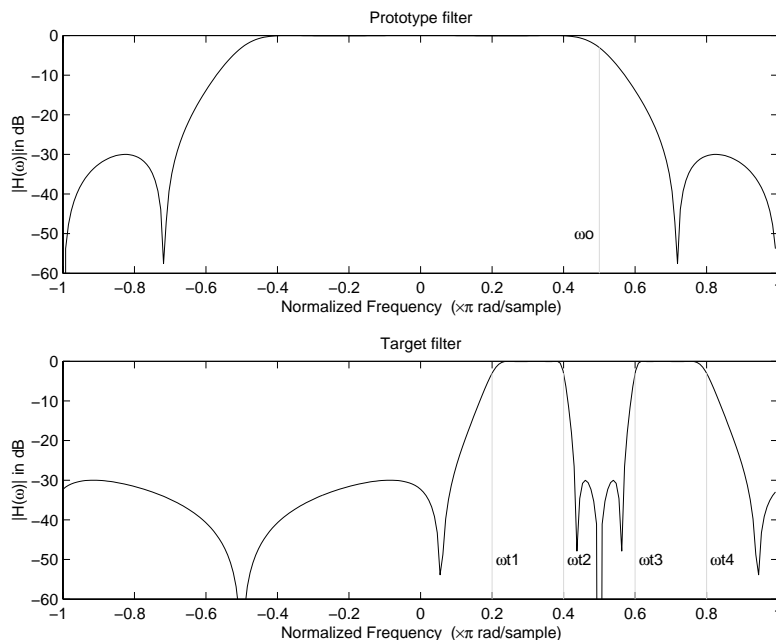 Prototype filter
0
−10
−20
−30
−40
−50
−60
|H(ω)|in dB
ωo
−1 −0.8 −0.6 −0.4 −0.2 0 0.2 0.4 0.6 0.8 1
Normalized Frequency (×π rad/sample)
Target filter
0
−10
−20
−30
−40
−50
−60
|H(ω)| in dB
ωt1 ωt2 ωt3 ωt4
−1 −0.8 −0.6 −0.4 −0.2 0 0.2 0.4 0.6 0.8 1
Normalized Frequency (×π rad/sample)